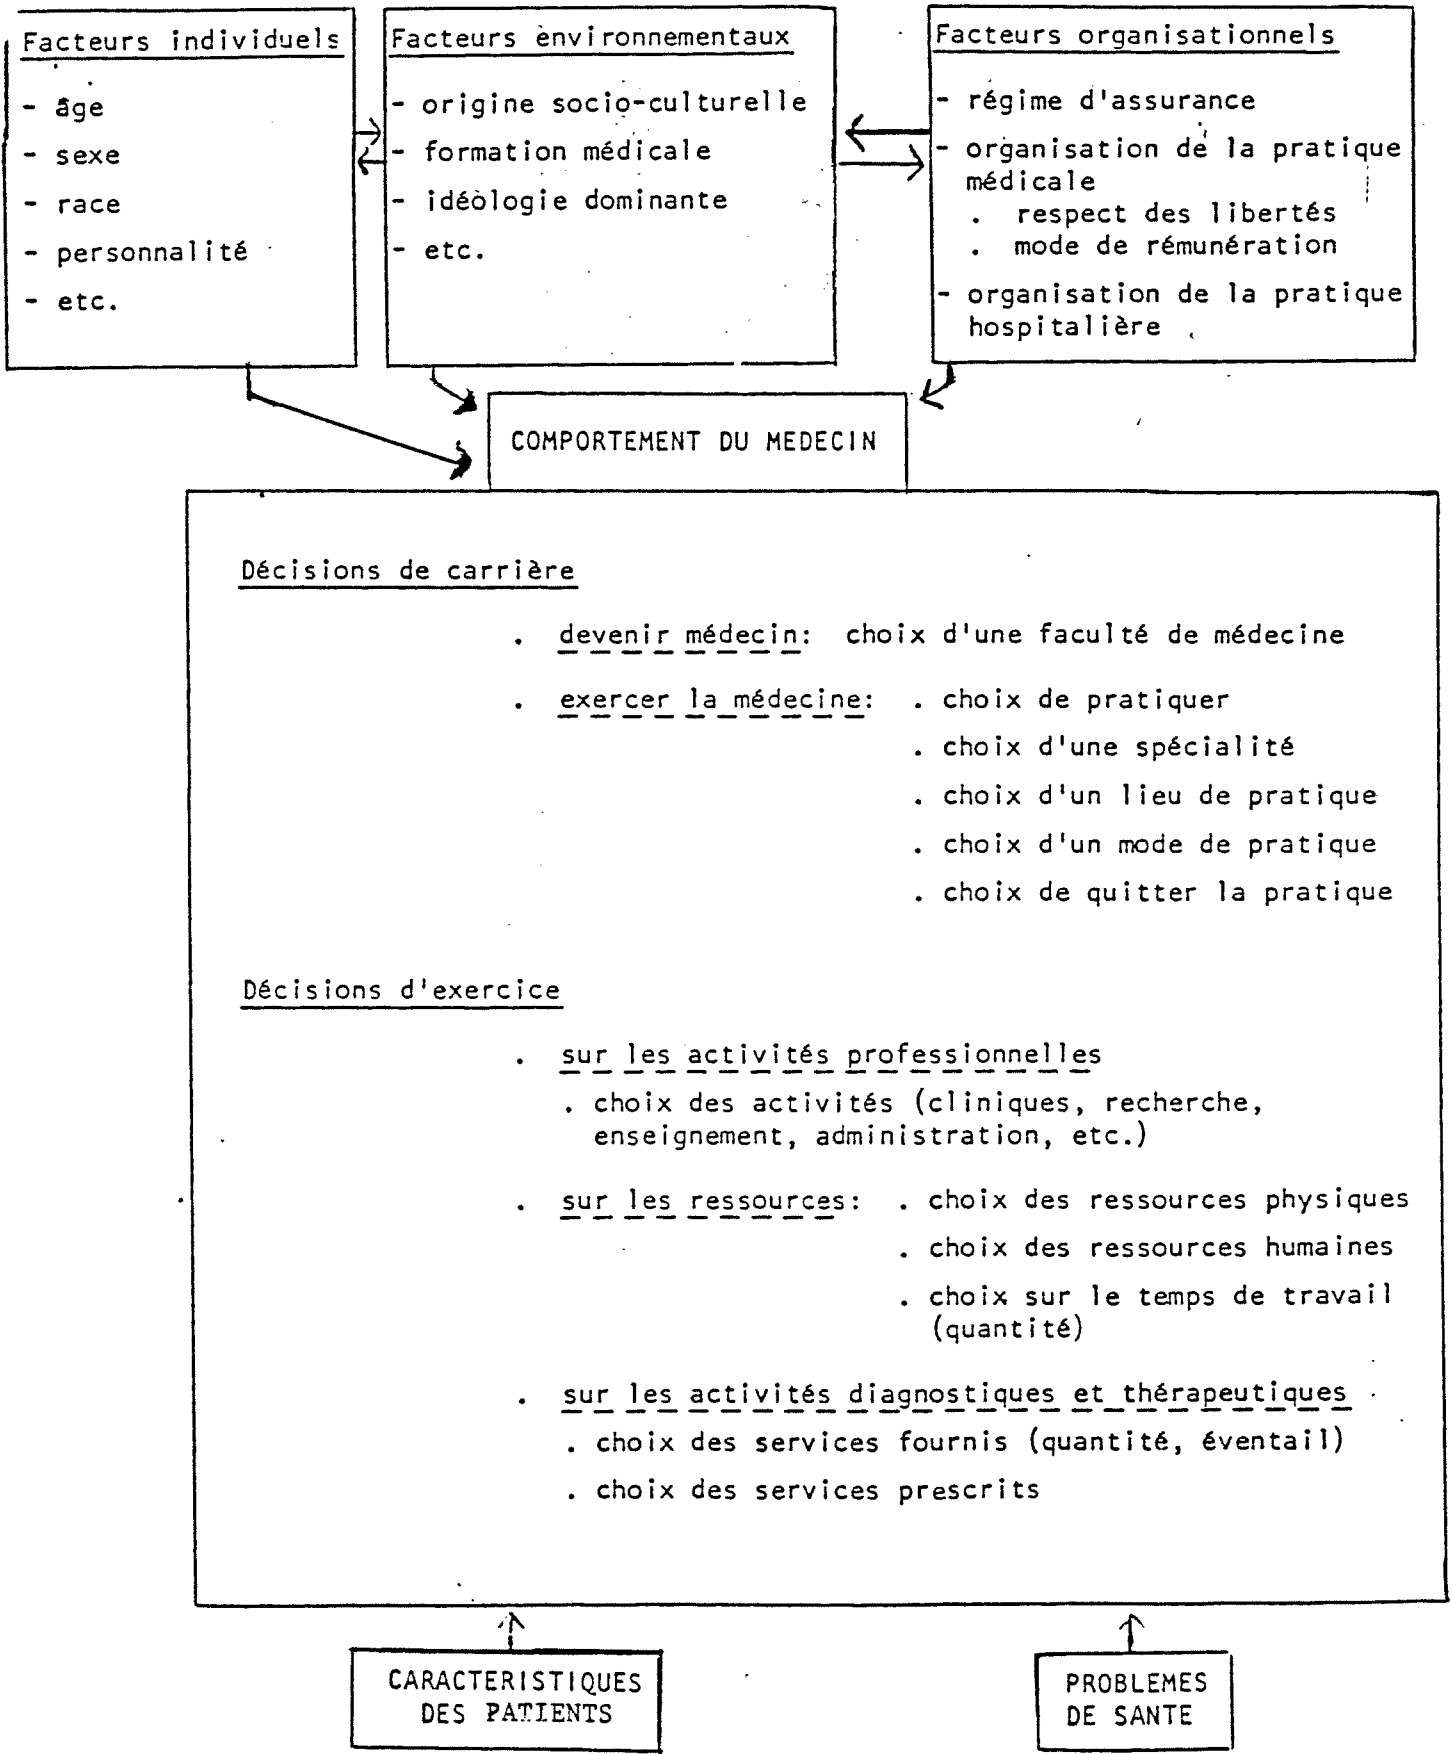 Facteurs individuels
- âge
- sexe
- race
- personnalité
- etc.
Facteurs environnementaux
- origine socio-culturelle
- formation médicale
- idéologie dominante
- etc.
Facteurs organisationnels
- régime d'assurance
- organisation de la pratique
médicale
. respect des libertés
. mode de rémunération
- organisation de la pratique
hospitalière
COMPORTEMENT DU MEDECIN
Décisions de carrière
. devenir médecin: choix d'une faculté de médecine
. exercer la médecine: . choix de pratiquer
. choix d'une spécialité
. choix d'un lieu de pratique
. choix d'un mode de pratique
. choix de quitter la pratique
Décisions d'exercice
. sur les activités professionnelles
. choix des activités (cliniques, recherche,
enseignement, administration, etc.)
. sur les ressources: . choix des ressources physiques
. choix des ressources humaines
. choix sur le temps de travail
(quantité)
. sur les activités diagnostiques et thérapeutiques
. choix des services fournis (quantité, éventail)
. choix des services prescrits
CARACTERISTIQUES
DES PATIENTS
PROBLEMES
DE SANTE